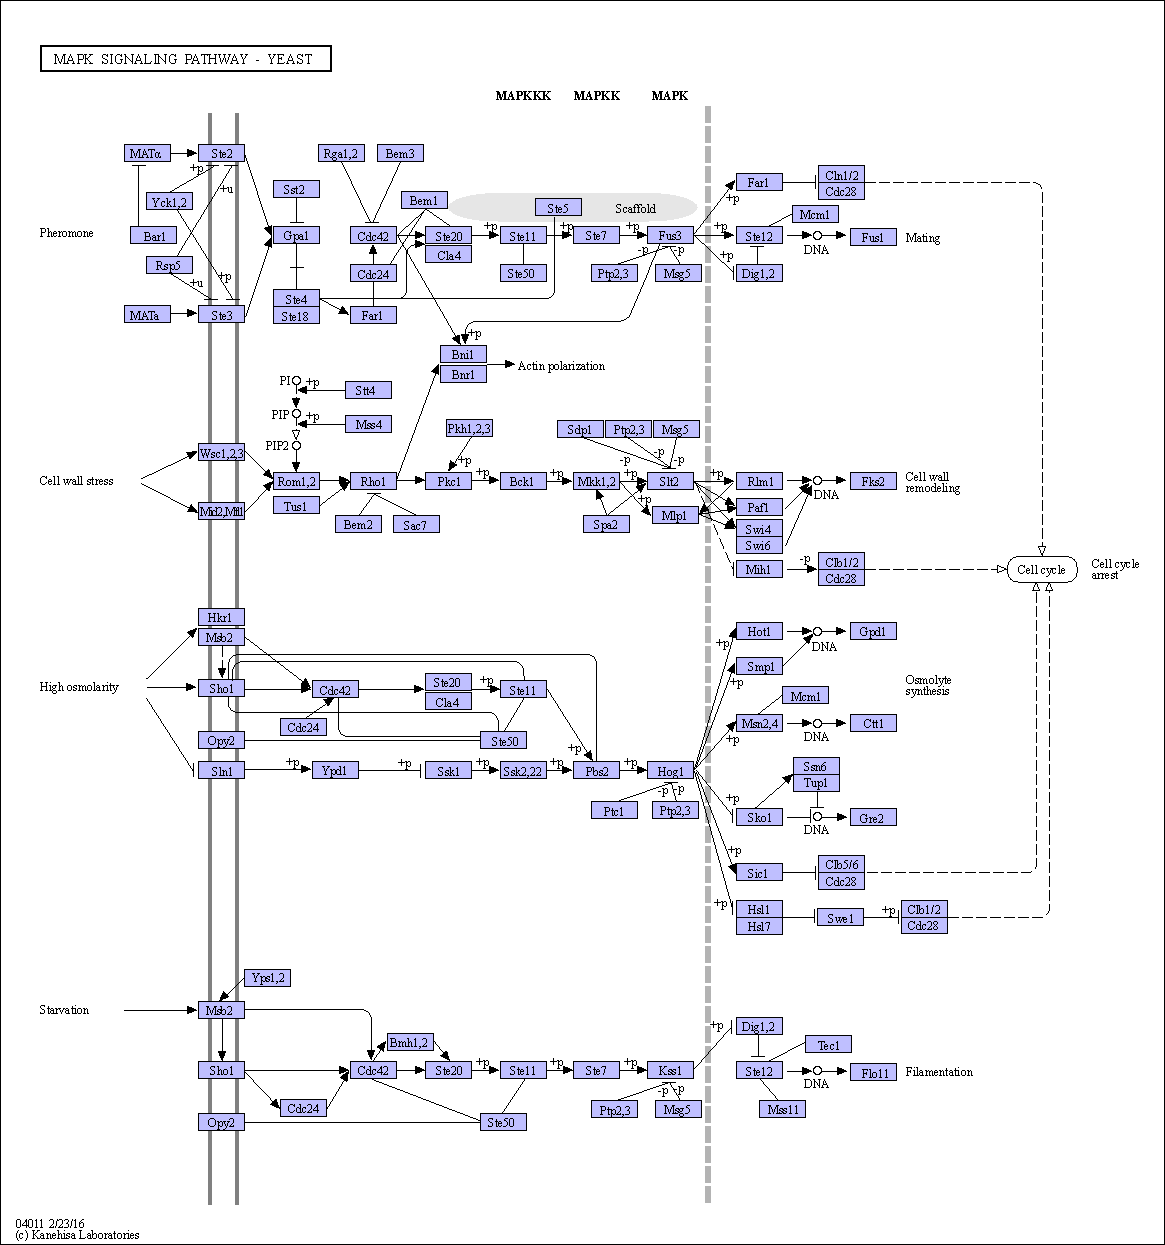 MAPK SIGNALING PATHWAY - YEAST
MAPKKK MAPKK MAPK
MATα
Ste2
Rga1,2
Bem3
+p
+u
Yck1,2
Sst2
Bem1
Ste5
Scaffold
Far1
+p
Cln1/2
Cdc28
Mcm1
Pheromone
Bar1
Gpa1
Cdc42
Ste20
+p
Ste11
+p
Ste7
+p
Fus3
+p
Ste12
DNA
Fus1
Mating
Cla4
Rsp5
+u
+p
Cdc24
Ste50
-p
-p
Ptp2,3
Msg5
+p
Dig1,2
MATa
Ste3
Ste4
Ste18
Far1
+p
Bni1
Bnr1
Actin polarization
PI
+p
Stt4
PIP
+p
Mss4
PIP2
Pkh1,2,3
+p
Sdp1
Ptp2,3
Msg5
-p
-p
-p
Wsc1,2,3
Cell wall stress
Rom1,2
Rho1
Pkc1
+p
Bck1
+p
Mkk1,2
+p
Slt2
+p
Rlm1
DNA
Fks2
Cell wall
remodeling
Mid2,Mtl1
Tus1
Bem2
Sac7
Spa2
+p
Mlp1
Paf1
Swi4
Swi6
Mih1
-p
Clb1/2
Cdc28
Cell cycle
Cell cycle
arrest
Hkr1
Msb2
High osmolarity
Sho1
Cdc42
Ste20
Cla4
+p
Ste11
Cdc24
Opy2
Ste50
+p
Sln1
+p
Ypd1
+p
Ssk1
+p
Ssk2,22
+p
Pbs2
+p
Hog1
-p
-p
Ptc1
Ptp2,3
+p
Hot1
DNA
Gpd1
+p
Smp1
Osmolyte
synthesis
Mcm1
+p
Msn2,4
DNA
Ctt1
Ssn6
Tup1
+p
Sko1
DNA
Gre2
+p
Sic1
Clb5/6
Cdc28
+p
Hsl1
Hsl7
Swe1
+p
Clb1/2
Cdc28
Yps1,2
Starvation
Msb2
Bmh1,2
Sho1
Cdc42
Ste20
+p
Ste11
+p
Ste7
+p
Kss1
+p
Dig1,2
Tec1
Ste12
DNA
Flo11
Filamentation
Cdc24
-p
-p
Ptp2,3
Msg5
Mss11
Opy2
Ste50
04011 2/23/16
(c) Kanehisa Laboratories